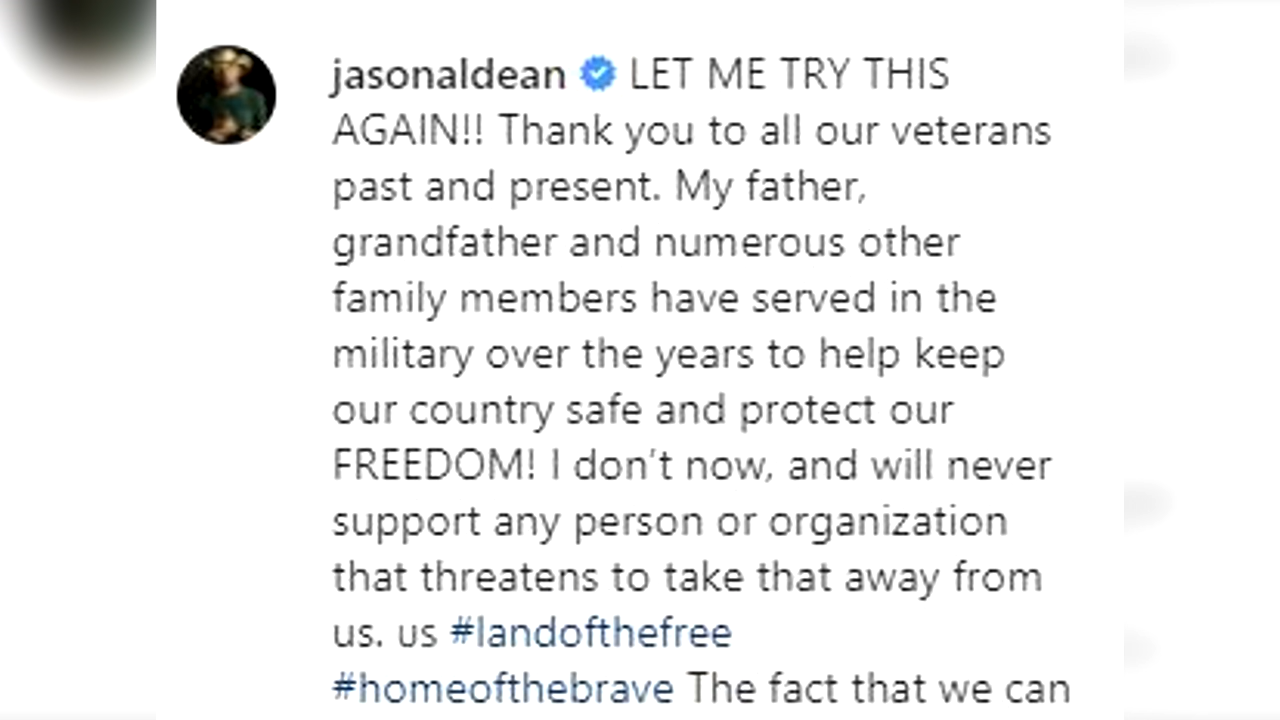 jasonaldean LET ME TRY THIS
AGAIN!! Thank you to all our veterans
past and present. My father,
grandfather and numerous other
family members have served in the
military over the years to help keep
our country safe and protect our
FREEDOM! I don't now, and will never
support any person or organization
that threatens to take that away from
us. us #landofthefree
#homeofthebrave The fact that we can